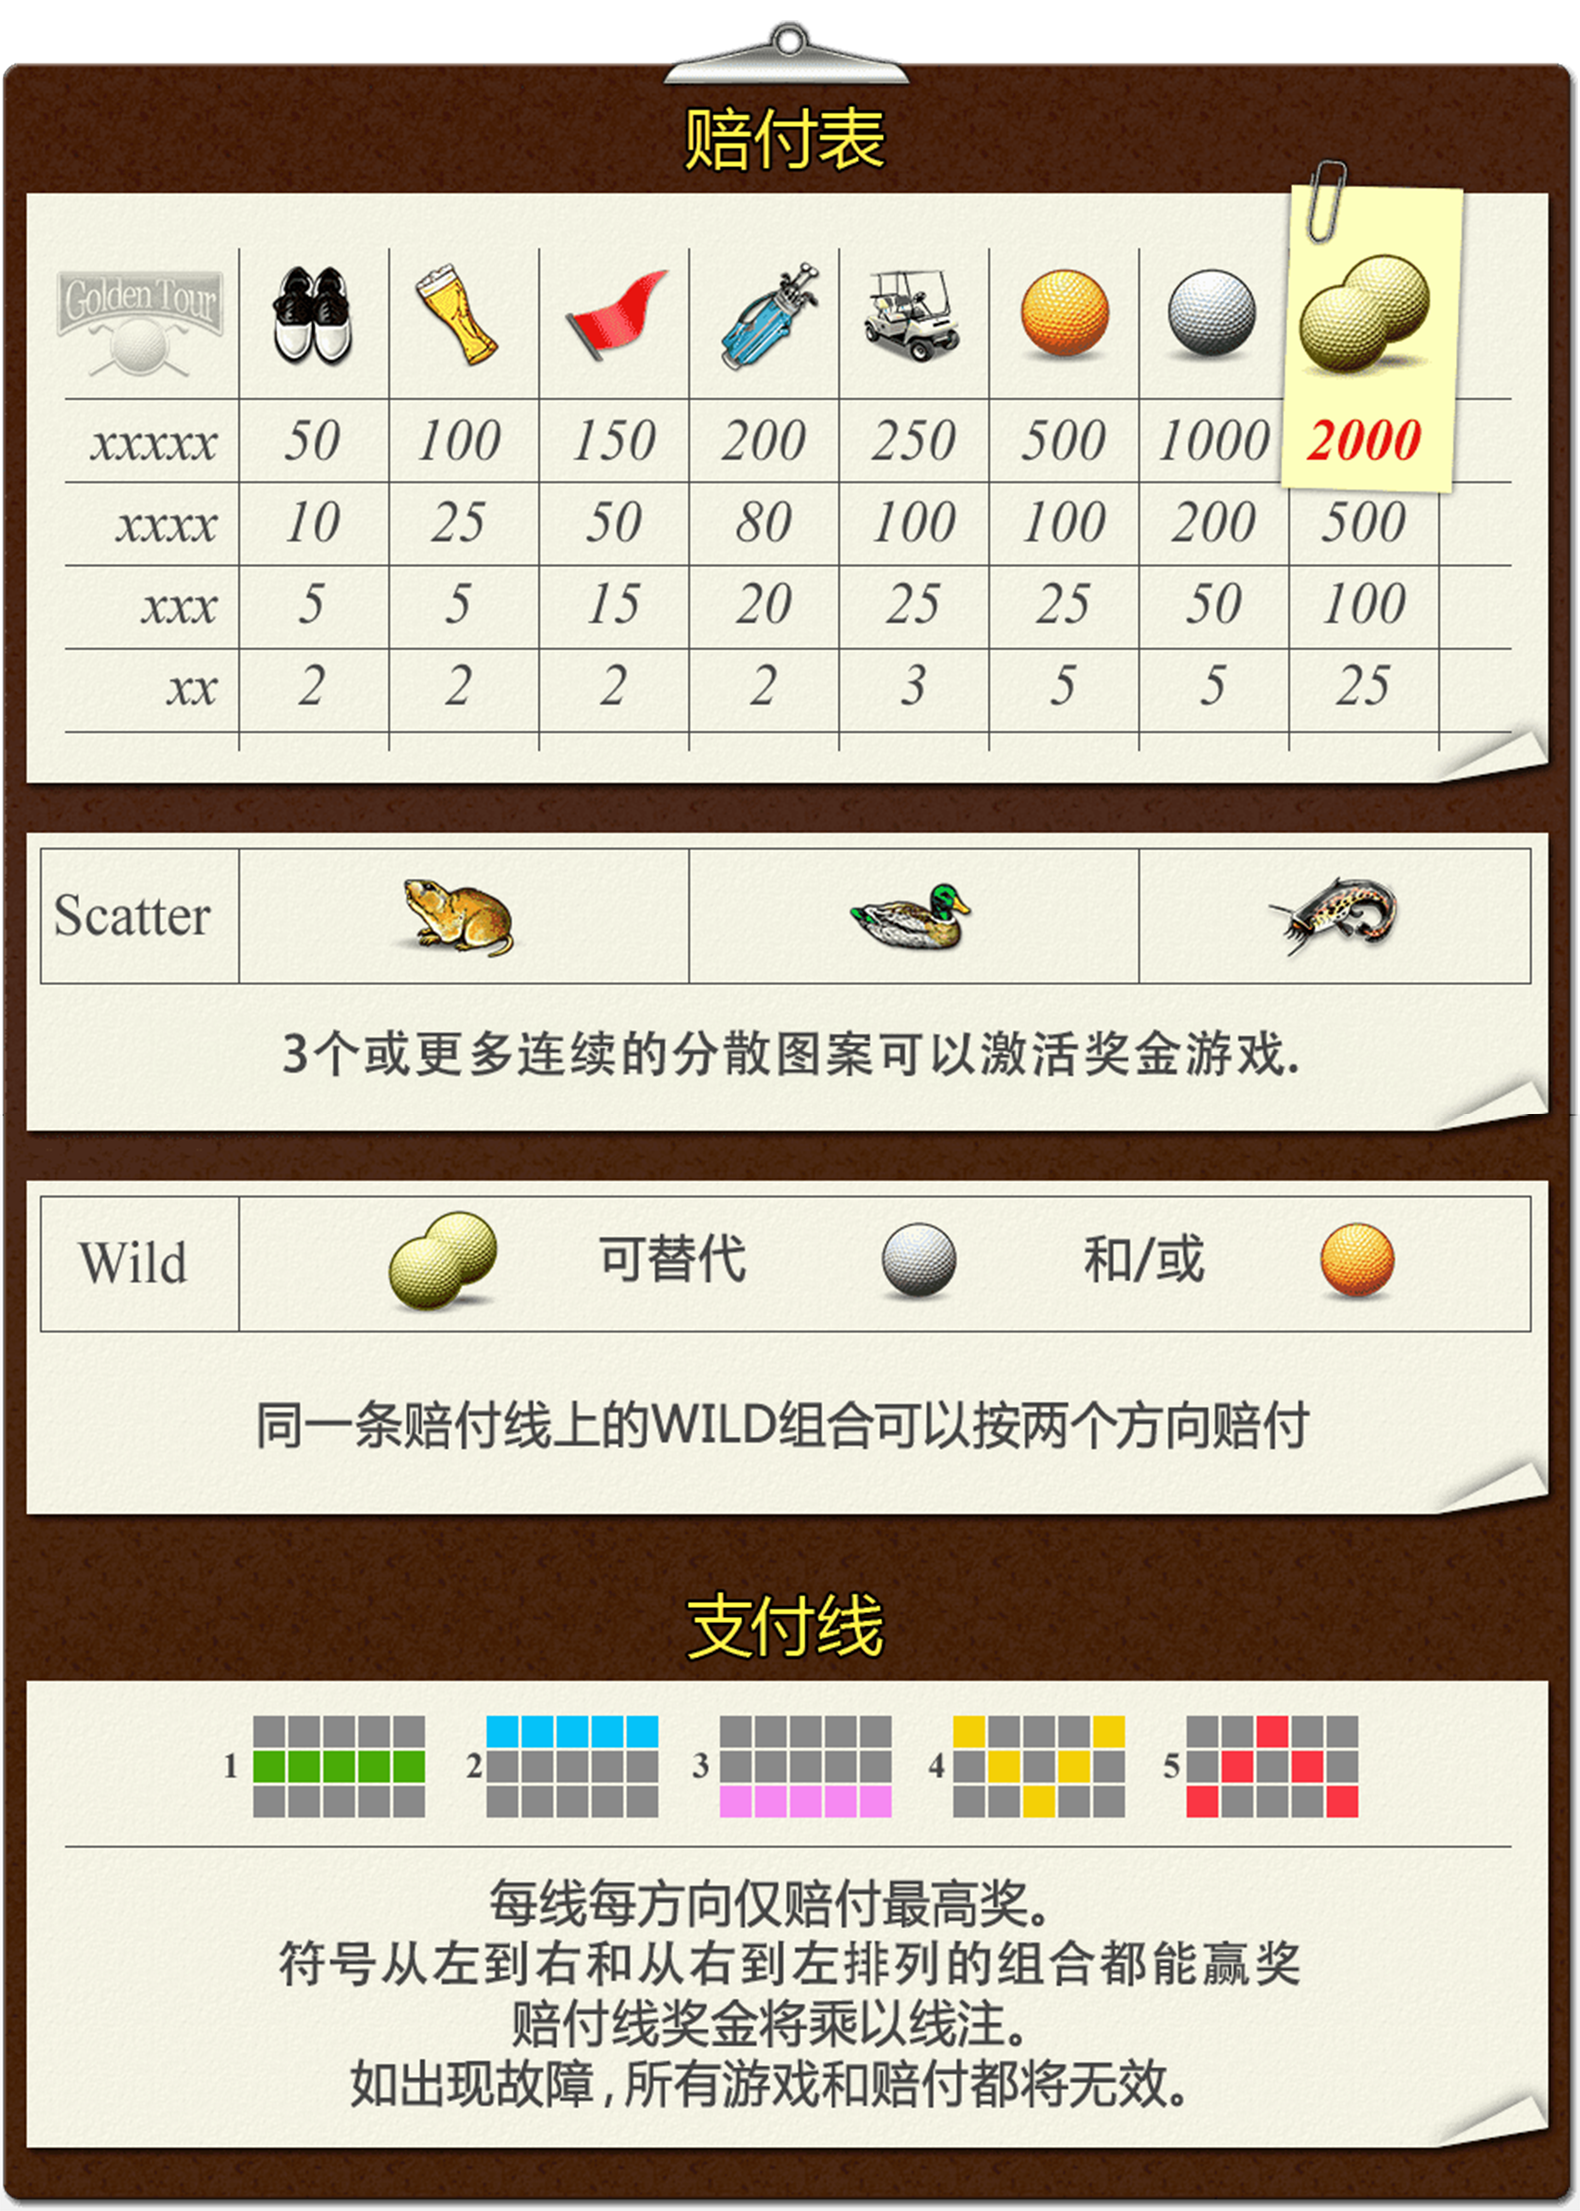 赔付表
Golden Tour
xxxxx 50 100 150 200 250 500 1000 2000
xxxx 10 25 50 80 100 100 200 500
xxx 5 5 15 20 25 25 50 100
xx 2 2 2 2 3 5 5 25
Scatter
3个或更多连续的分散图案可以激活奖金游戏.
Wild 可替代 和/或
同一条赔付线上的WILD组合可以按两个方向赔付
支付线
1 2 3 4 5
每线每方向仅赔付最高奖。
符号从左到右和从右到左排列的组合都能赢奖
赔付线奖金将乘以线注。
如出现故障,所有游戏和赔付都将无效。